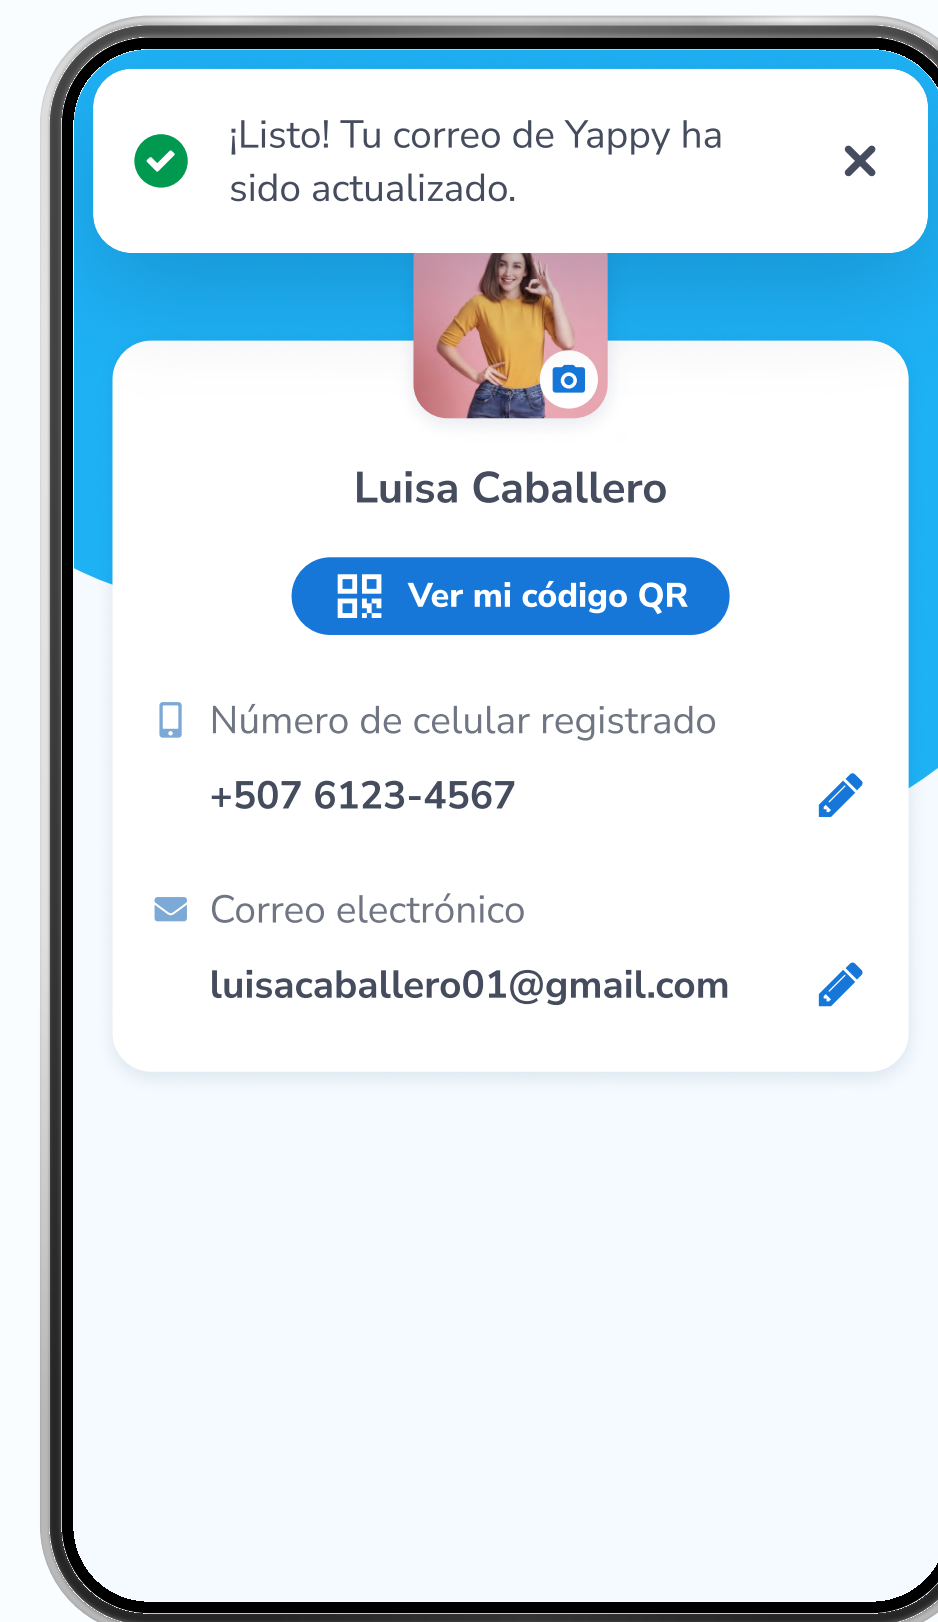 ¡Listo! Tu correo de Yappy ha
sido actualizado.
Luisa Caballero
Ver mi código QR
Número de celular registrado
+507 6123-4567
Correo electrónico
luisacaballero01@gmail.com